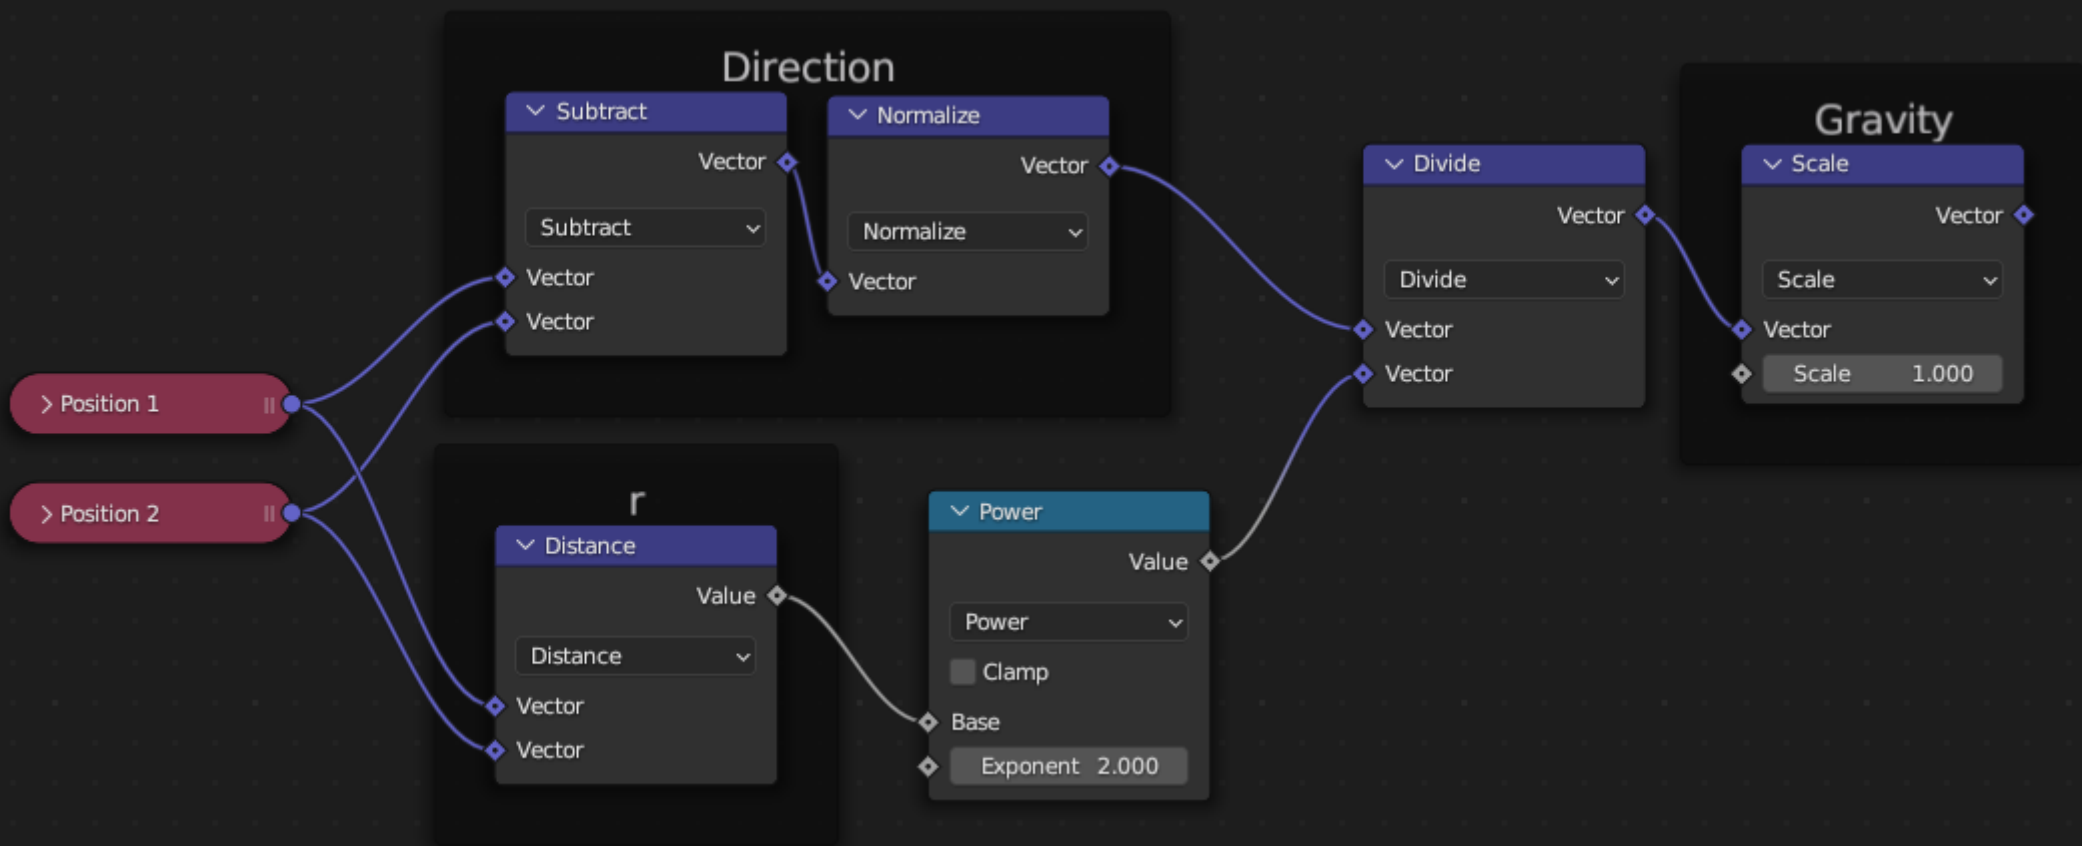 Direction
Subtract
Vector
Subtract
Vector
Vector
Normalize
Vector
Normalize
Vector
Position 1
Position 2
r
Distance
Value
Distance
Vector
Vector
Power
Value
Power
Clamp
Base
Exponent 2.000
Divide
Vector
Divide
Vector
Vector
Gravity
Scale
Vector
Scale
Vector
Scale 1.000